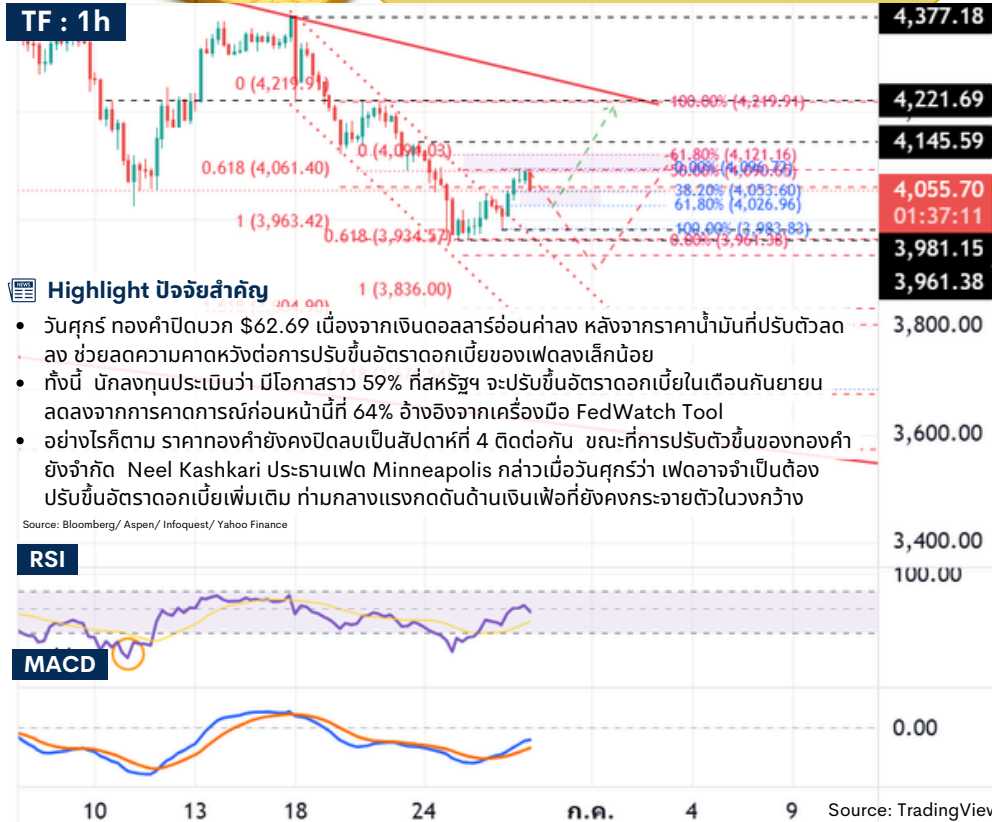 TF : 1h
4,377.18
0 (4,219.91)
100.00% (4,219.91)
4,221.69
4,145.59
61.80% (4,121.16)
0.618 (4,061.40)
38.20% (4,053.60)
4,055.70
01:37:11
61.80% (4,026.96)
1 (3,963.42)
0.618 (3,934.57)
100.00% (3,983.83)
0.00% (3,961.38)
3,981.15
3,961.38
1 (3,836.00)
NEWS
Highlight ปัจจัยสำคัญ
3,800.00
• วันศุกร์ ทองคำปิดบวก $62.69 เนื่องจากเงินดอลลาร์อ่อนค่าลง หลังจากราคาน้ำมันที่ปรับตัวลด
ลง ช่วยลดความคาดหวังต่อการปรับขึ้นอัตราดอกเบี้ยของเฟดลงเล็กน้อย
• ทั้งนี้ นักลงทุนประเมินว่า มีโอกาสราว 59% ที่สหรัฐฯ จะปรับขึ้นอัตราดอกเบี้ยในเดือนกันยายน
ลดลงจากการคาดการณ์ก่อนหน้านี้ที่ 64% อ้างอิงจากเครื่องมือ FedWatch Tool
• อย่างไรก็ตาม ราคาทองคำยังคงปิดลบเป็นสัปดาห์ที่ 4 ติดต่อกัน ขณะที่การปรับตัวขึ้นของทองคำ
3,600.00
ยังจำกัด Neel Kashkari ประธานเฟด Minneapolis กล่าวเมื่อวันศุกร์ว่า เฟดอาจจำเป็นต้อง
ปรับขึ้นอัตราดอกเบี้ยเพิ่มเติม ท่ามกลางแรงกดดันด้านเงินเฟ้อที่ยังคงกระจายตัวในวงกว้าง
Source: Bloomberg/ Aspen/ Infoquest/ Yahoo Finance
3,400.00
RSI
100.00
MACD
0.00
10 13 18 24 ก.ค. 4 9
Source: TradingView